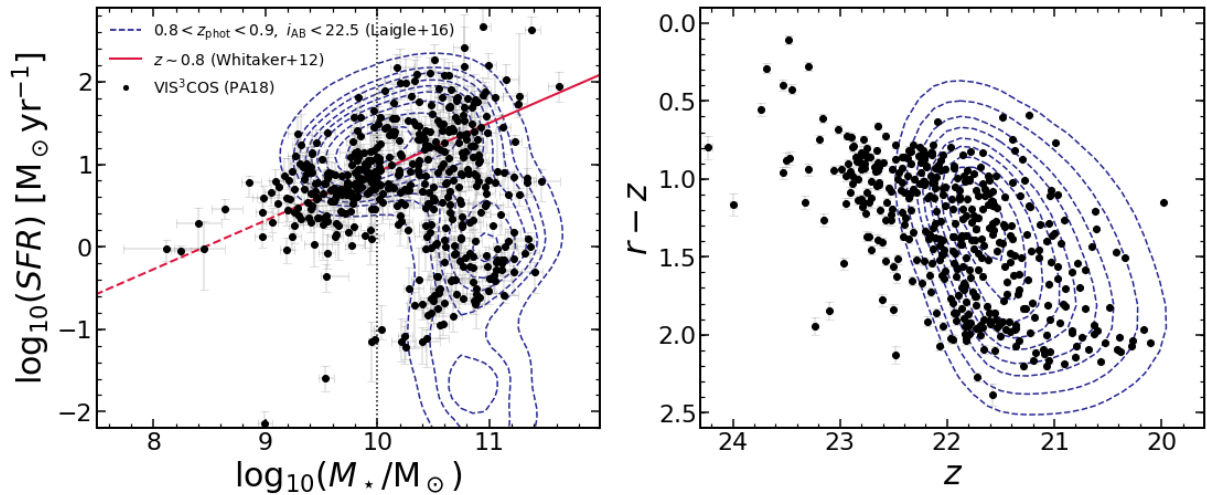 0.8 < z_phot < 0.9, i_AB < 22.5 (Laigle+16)
z ~ 0.8 (Whitaker+12)
VIS³COS (PA18)
log₁₀(SFR) [M⊙ yr⁻¹]
2
1
0
−1
−2
8 9 10 11
log₁₀(M⋆/M⊙)
r − z
0.0
0.5
1.0
1.5
2.0
2.5
24 23 22 21 20
z